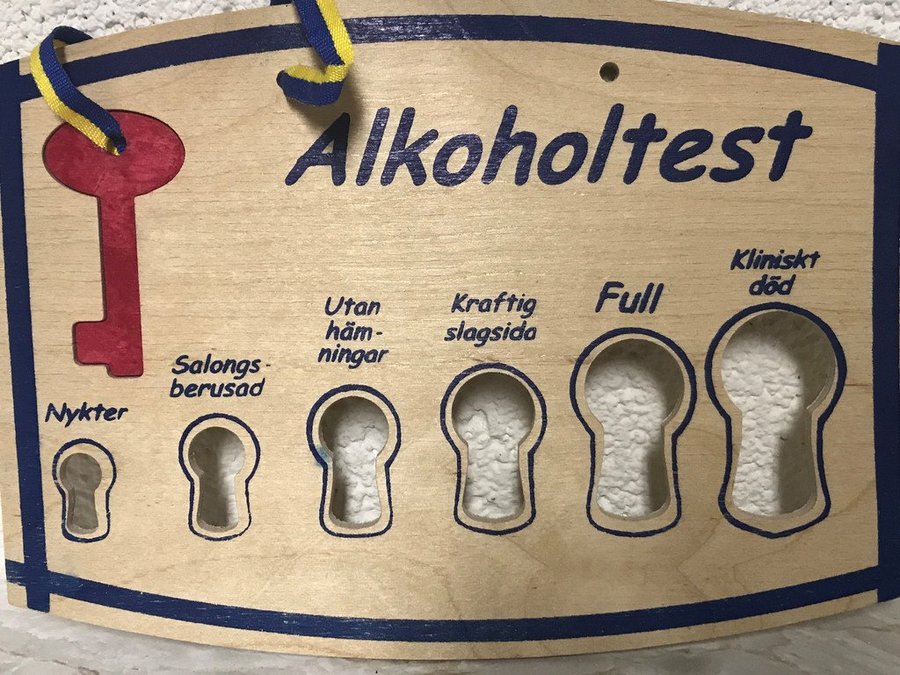 Alkoholtest
Nykter
Salongs-
berusad
Utan
häm-
ningar
Kraftig
slagsida
Full
Kliniskt
död